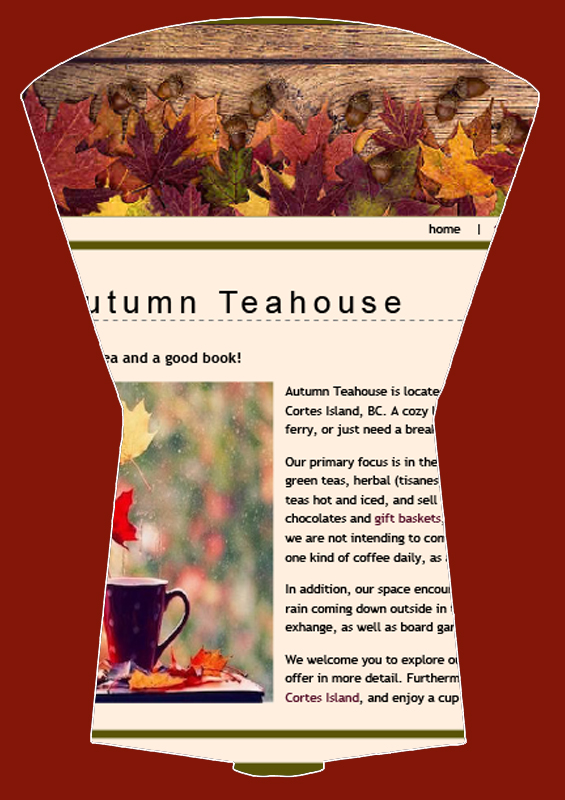 home |
utumn Teahouse
ea and a good book!
Autumn Teahouse is locate
Cortes Island, BC. A cozy
ferry, or just need a break
Our primary focus is in the
green teas, herbal (tisanes
teas hot and iced, and sell
chocolates and gift baskets,
we are not intending to com
one kind of coffee daily, as
In addition, our space encour
rain coming down outside in
exhange, as well as board gam
We welcome you to explore
offer in more detail. Furtherm
Cortes Island, and enjoy a cup